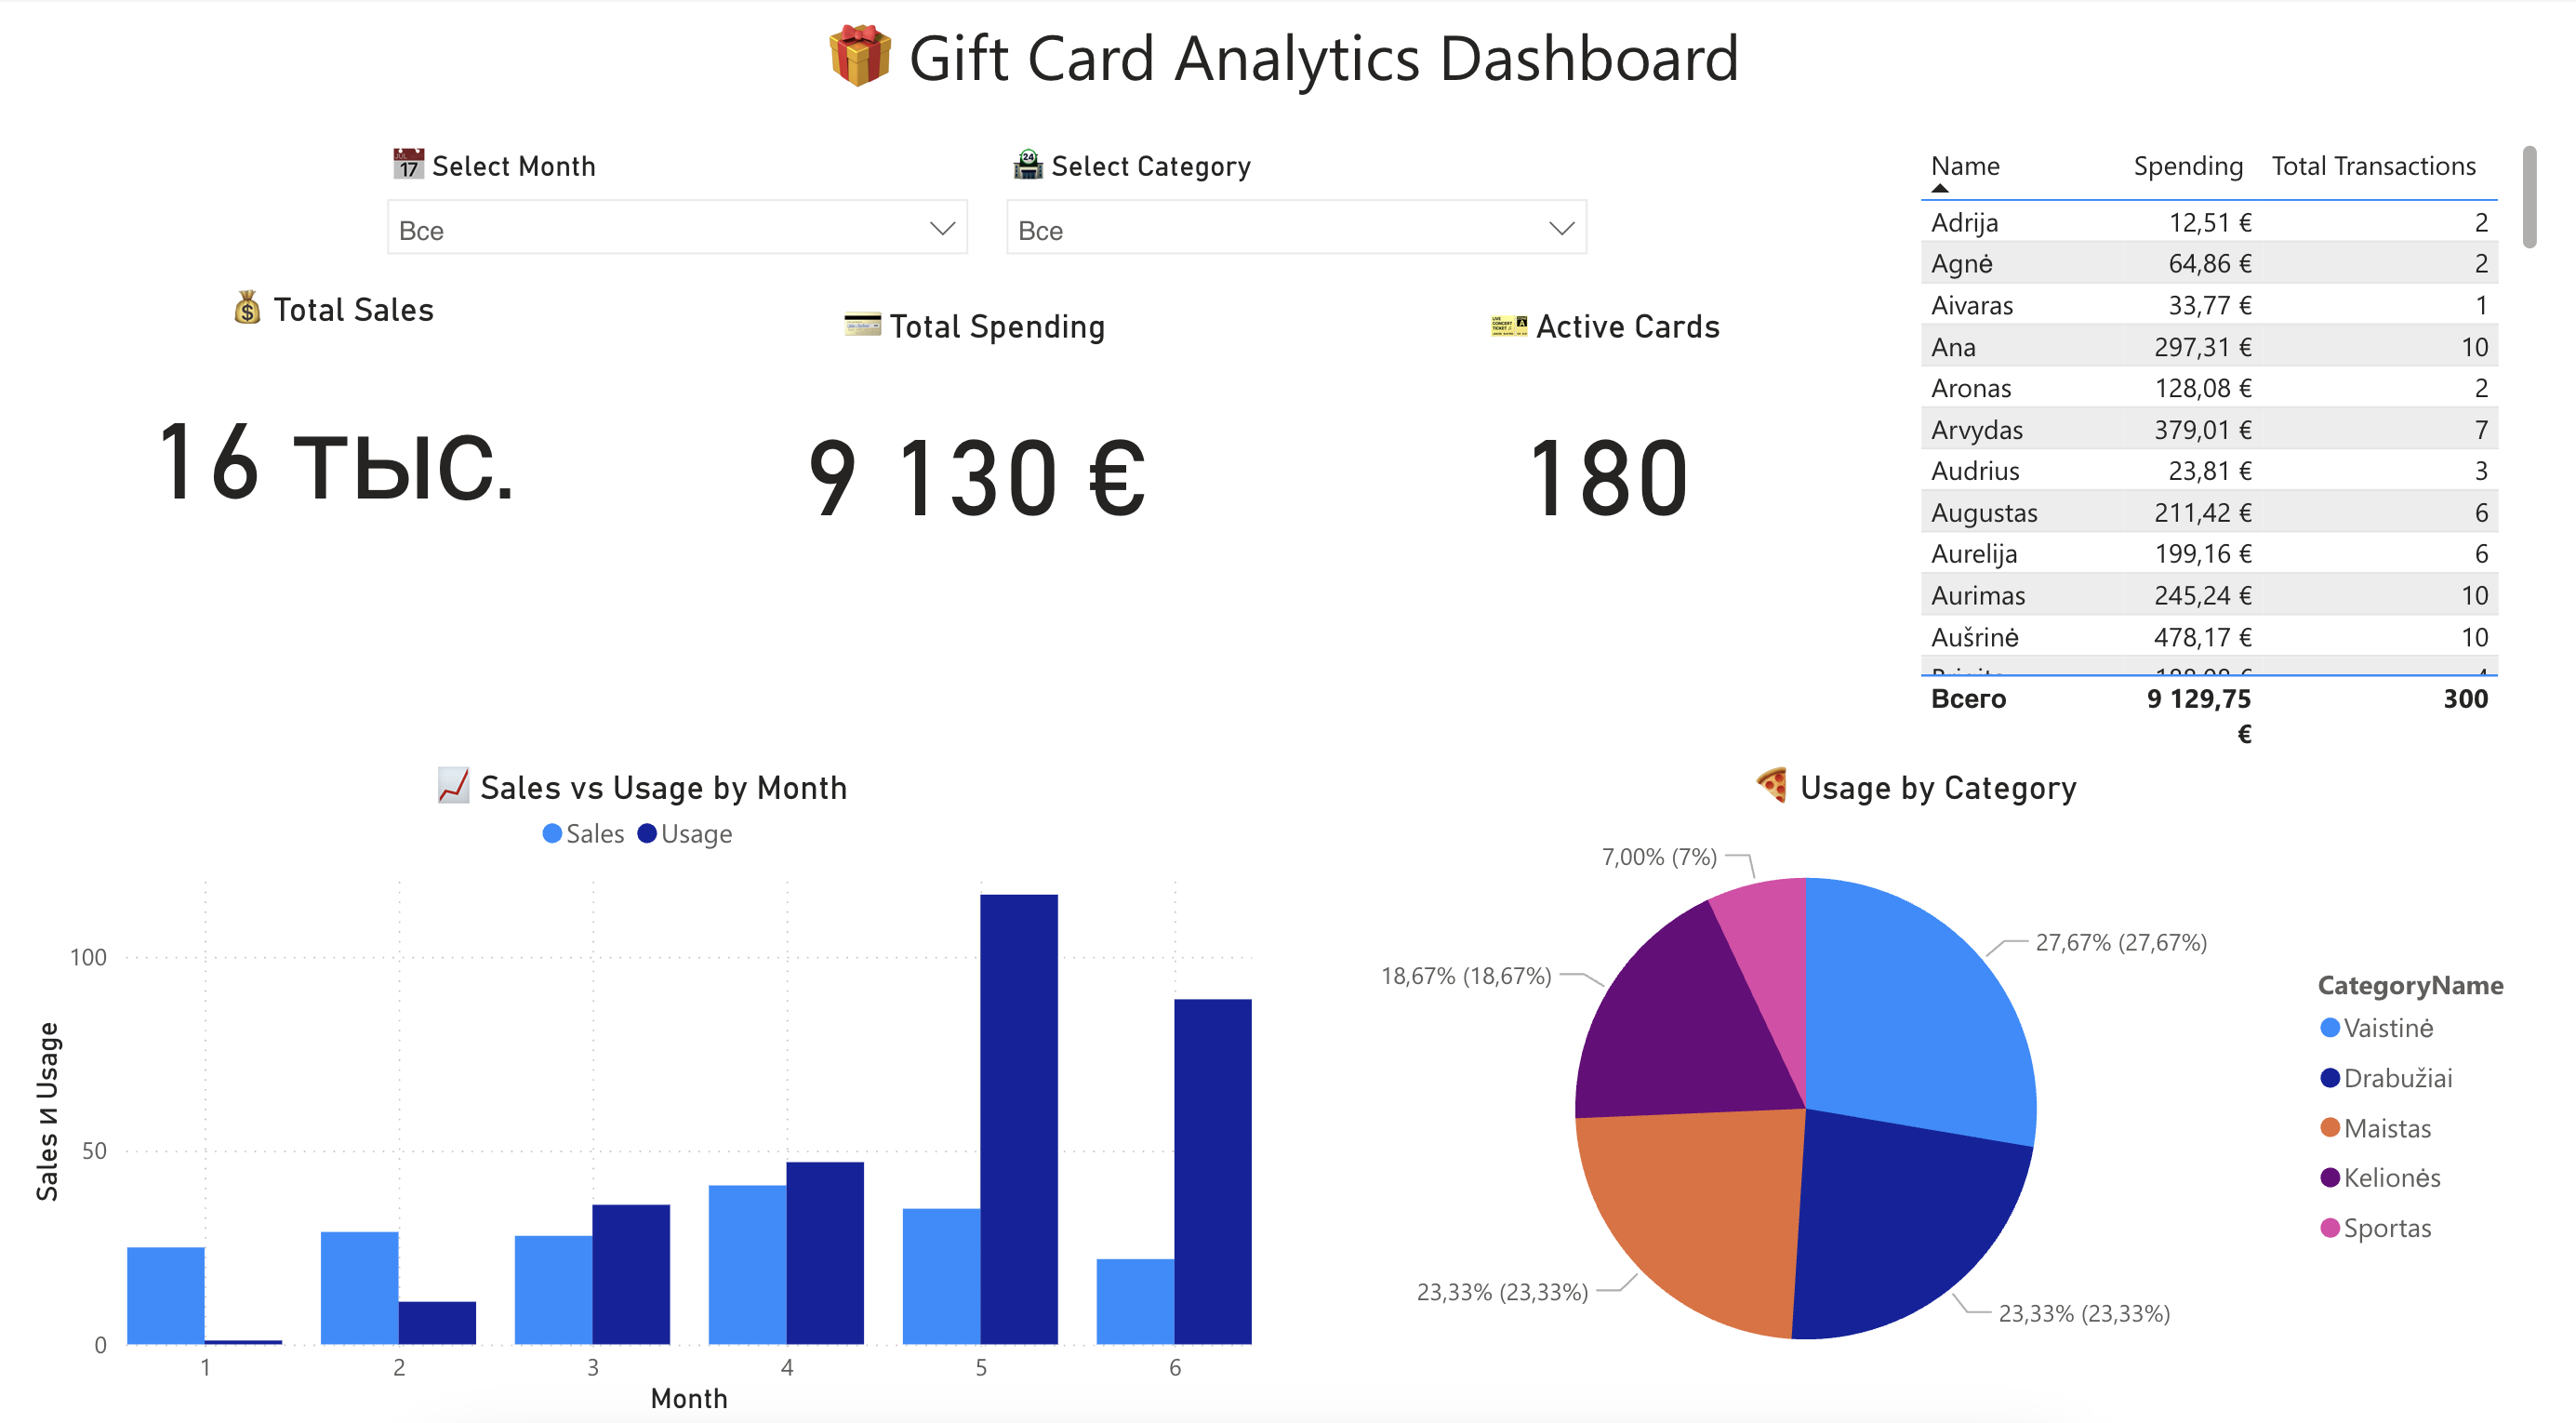 Gift Card Analytics Dashboard
Select Month
Все
Select Category
Все
Total Sales
16 тыс.
Total Spending
9 130 €
Active Cards
180
Name Spending Total Transactions
Adrija 12,51 € 2
Agnė 64,86 € 2
Aivaras 33,77 € 1
Ana 297,31 € 10
Aronas 128,08 € 2
Arvydas 379,01 € 7
Audrius 23,81 € 3
Augustas 211,42 € 6
Aurelija 199,16 € 6
Aurimas 245,24 € 10
Aušrinė 478,17 € 10
Всего 9 129,75 € 300
Sales vs Usage by Month
Sales Usage
Sales и Usage
100
50
0
1 2 3 4 5 6
Month
Usage by Category
7,00% (7%)
27,67% (27,67%)
18,67% (18,67%)
23,33% (23,33%)
23,33% (23,33%)
CategoryName
Vaistinė
Drabužiai
Maistas
Kelionės
Sportas